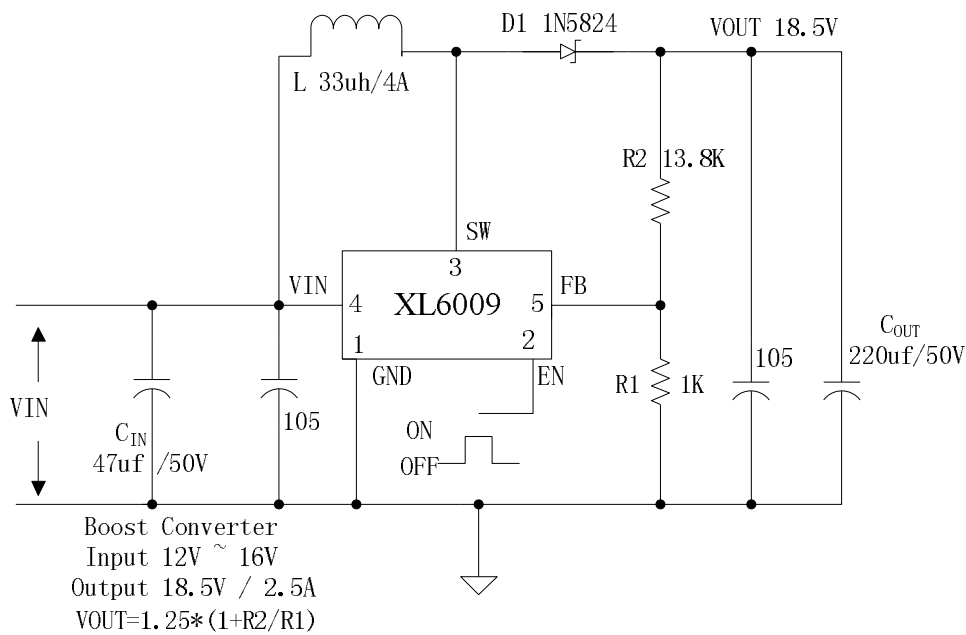 D1 1N5824
VOUT 18.5V
L 33uh/4A
R2 13.8K
SW
3
VIN
4
XL6009
5
FB
1
2
GND
EN
COUT
220uf/50V
105
R1
1K
VIN
105
CIN
47uf /50V
ON
OFF
Boost Converter
Input 12V ~ 16V
Output 18.5V / 2.5A
VOUT=1.25*(1+R2/R1)